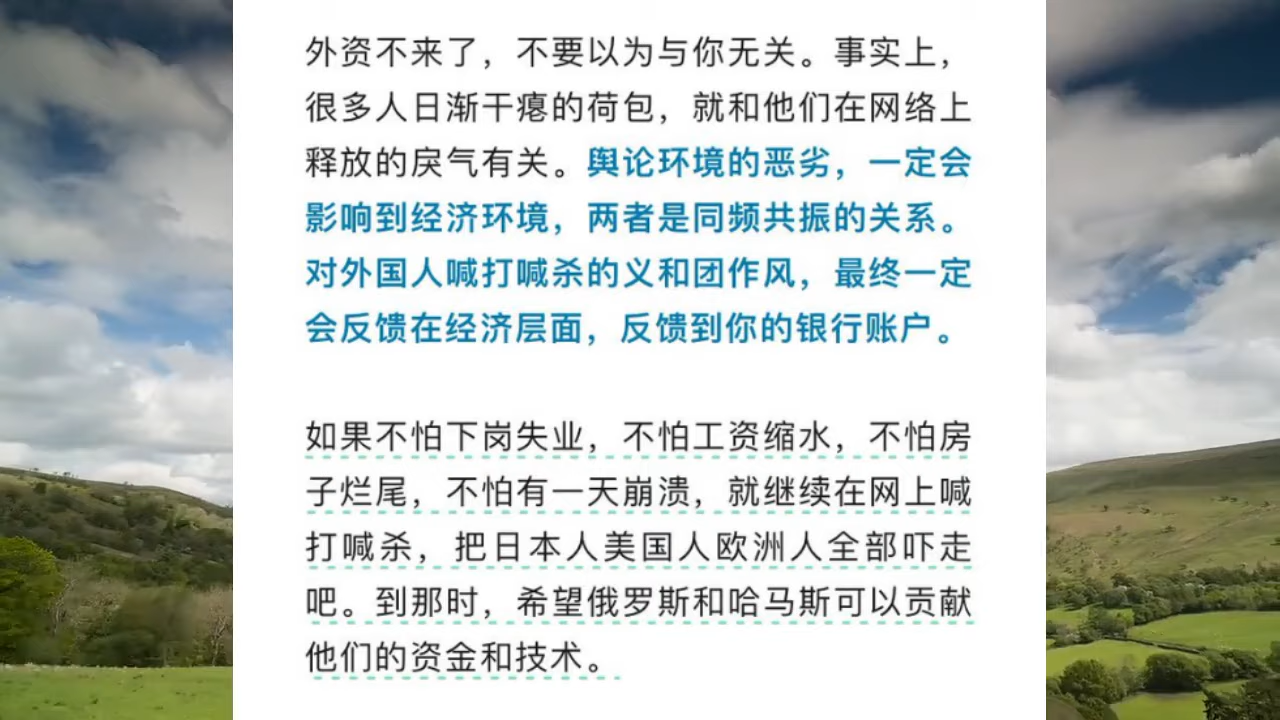 外资不来了，不要以为与你无关。事实上，
很多人日渐干瘪的荷包，就和他们在网络上
释放的戾气有关。舆论环境的恶劣，一定会
影响到经济环境，两者是同频共振的关系。
对外国人喊打喊杀的义和团作风，最终一定
会反馈在经济层面，反馈到你的银行账户。
如果不怕下岗失业，不怕工资缩水，不怕房
子烂尾，不怕有一天崩溃，就继续在网上喊
打喊杀，把日本人美国人欧洲人全部吓走
吧。到那时，希望俄罗斯和哈马斯可以贡献
他们的资金和技术。